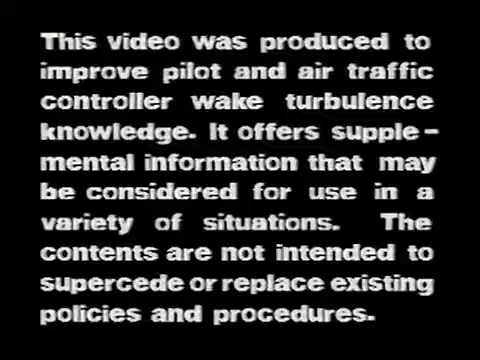 This video was produced to
improve pilot and air traffic
controller wake turbulence
knowledge. It offers supple-
mental information that may
be considered for use in a
variety of situations. The
contents are not intended to
supercede or replace existing
policies and procedures.